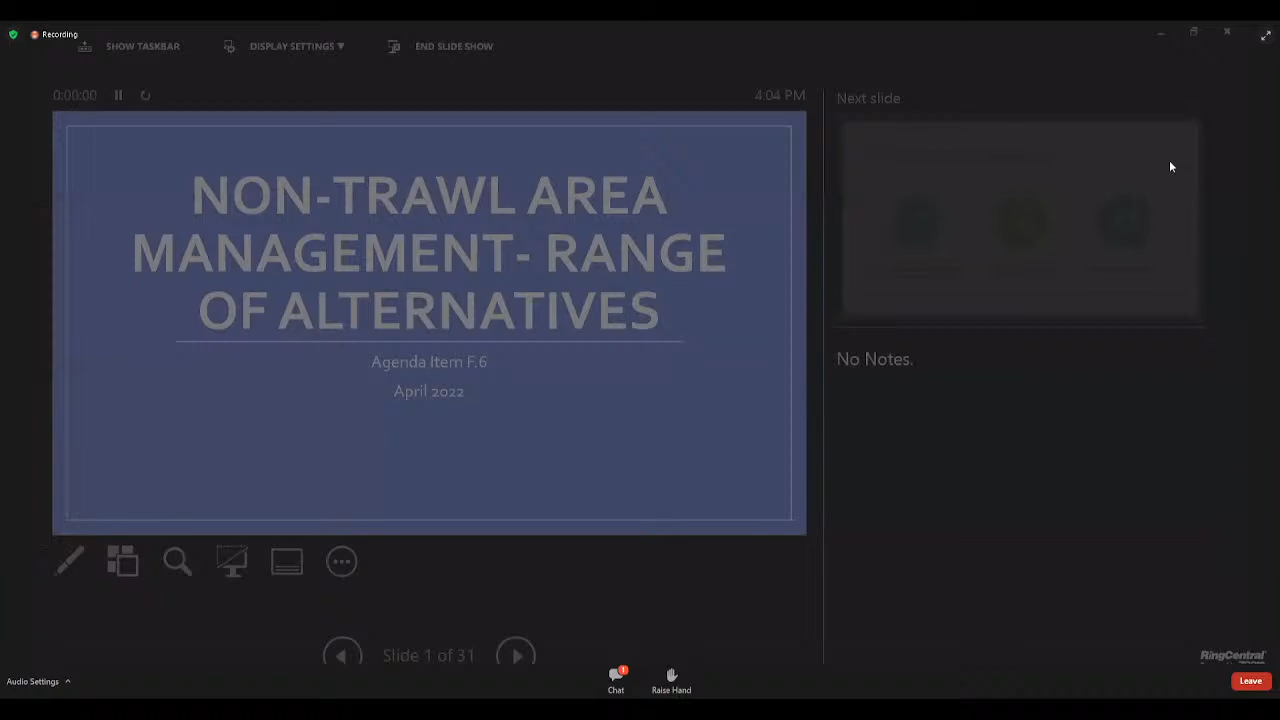 Recording
SHOW TASKBAR
DISPLAY SETTINGS ▼
END SLIDE SHOW
0:00:00
4:04 PM
Next slide
NON-TRAWL AREA
MANAGEMENT- RANGE
OF ALTERNATIVES
Agenda Item F.6
April 2022
No Notes.
Slide 1 of 31
RingCentral
Audio Settings
1
Chat
Raise Hand
Leave